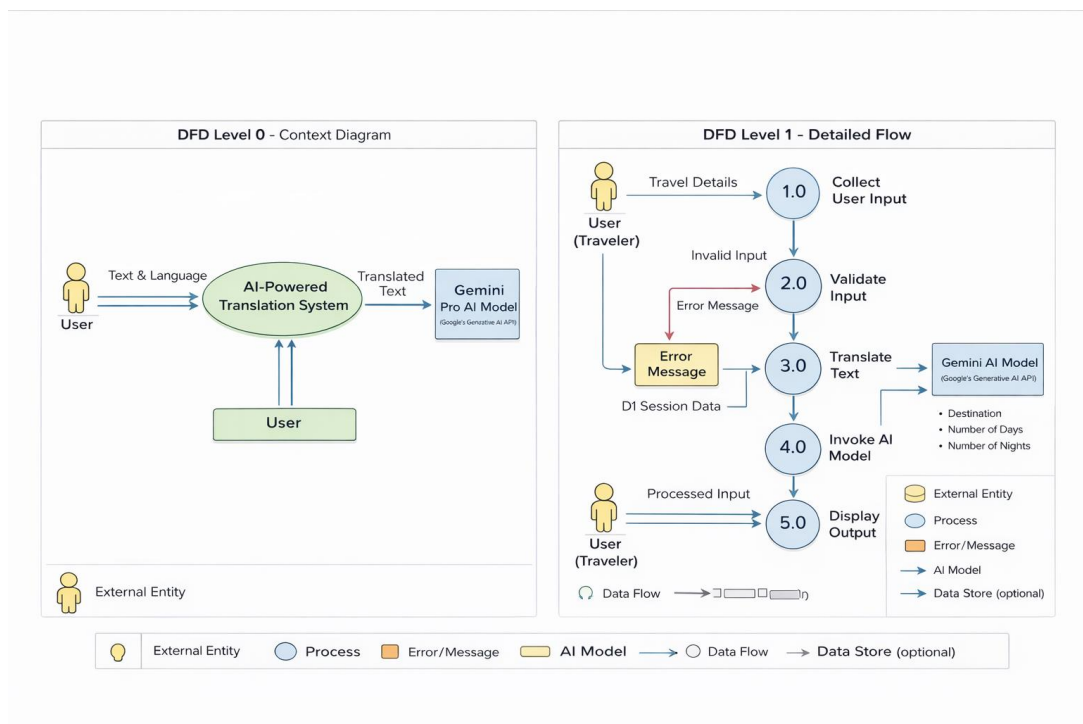 DFD Level 0 - Context Diagram
Text & Language
User
AI-Powered
Translation System
Translated
Text
Gemini
Pro AI Model
(Google's Generative AI API)
User
External Entity
DFD Level 1 - Detailed Flow
User
(Traveler)
Travel Details
1.0
Collect
User Input
Invalid Input
2.0
Validate
Input
Error Message
Error
Message
3.0
Translate
Text
D1 Session Data
Gemini AI Model
(Google's Generative AI API)
• Destination
• Number of Days
• Number of Nights
4.0
Invoke AI
Model
Processed Input
User
(Traveler)
5.0
Display
Output
Data Flow
External Entity
Process
Error/Message
AI Model
Data Store (optional)
External Entity
Process
Error/Message
AI Model
Data Flow
Data Store (optional)